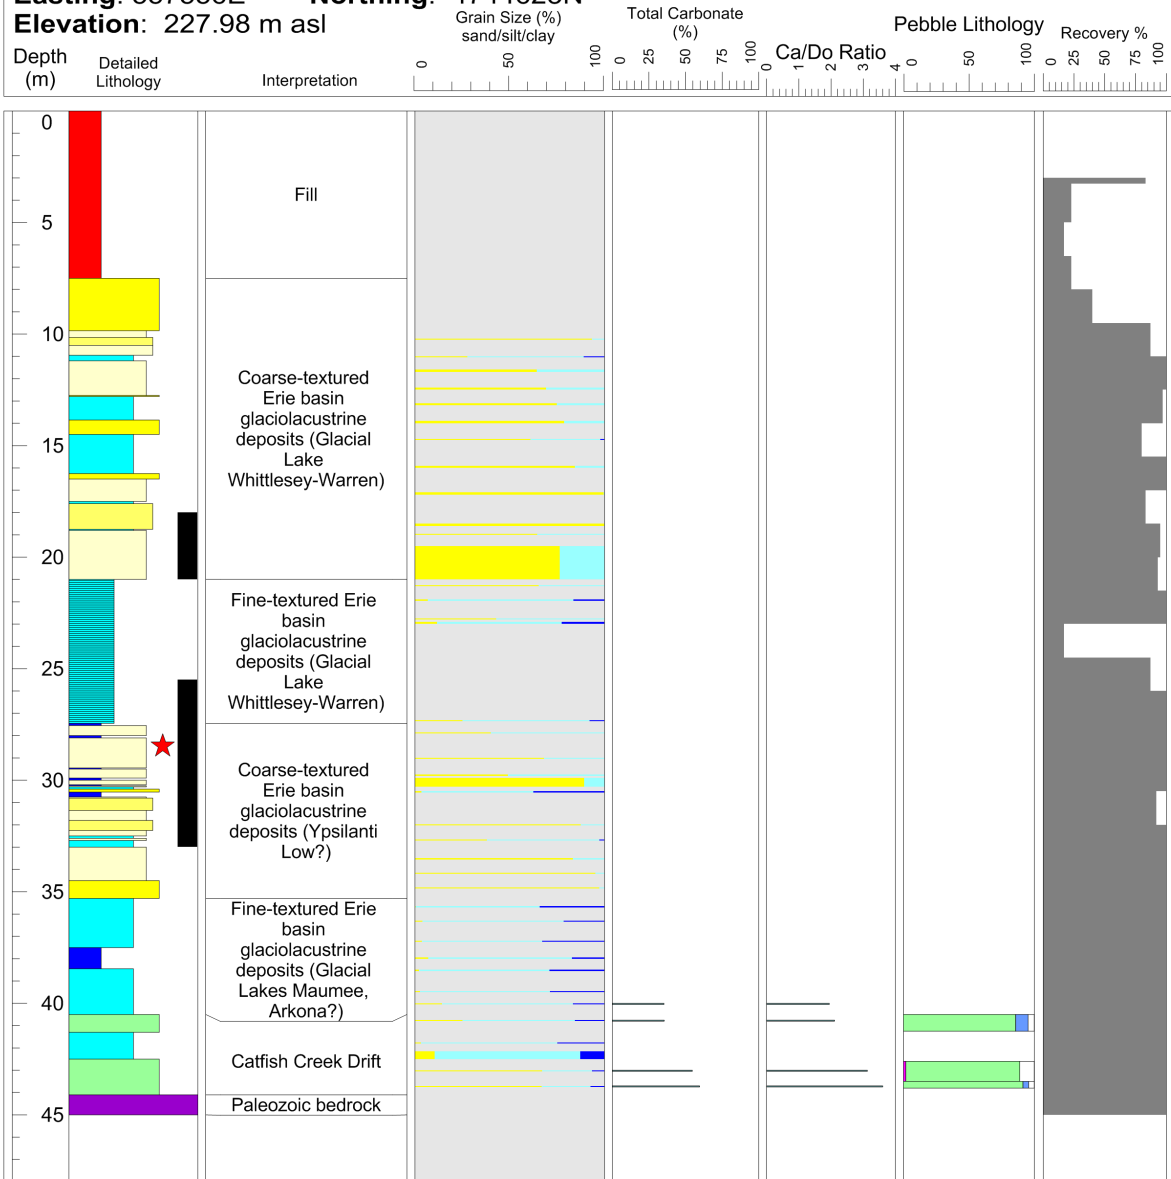 Elevation: 227.98 m asl
Depth
(m)
Detailed
Lithology
Interpretation
Grain Size (%)
sand/silt/clay
0
50
100
Total Carbonate
(%)
0
25
50
75
100
Ca/Do Ratio
0
1
2
3
4
Pebble Lithology
0
50
100
Recovery %
0
25
50
75
100
0
5
10
15
20
25
30
35
40
45
Fill
Coarse-textured
Erie basin
glaciolacustrine
deposits (Glacial
Lake
Whittlesey-Warren)
Fine-textured Erie
basin
glaciolacustrine
deposits (Glacial
Lake
Whittlesey-Warren)
Coarse-textured
Erie basin
glaciolacustrine
deposits (Ypsilanti
Low?)
Fine-textured Erie
basin
glaciolacustrine
deposits (Glacial
Lakes Maumee,
Arkona?)
Catfish Creek Drift
Paleozoic bedrock